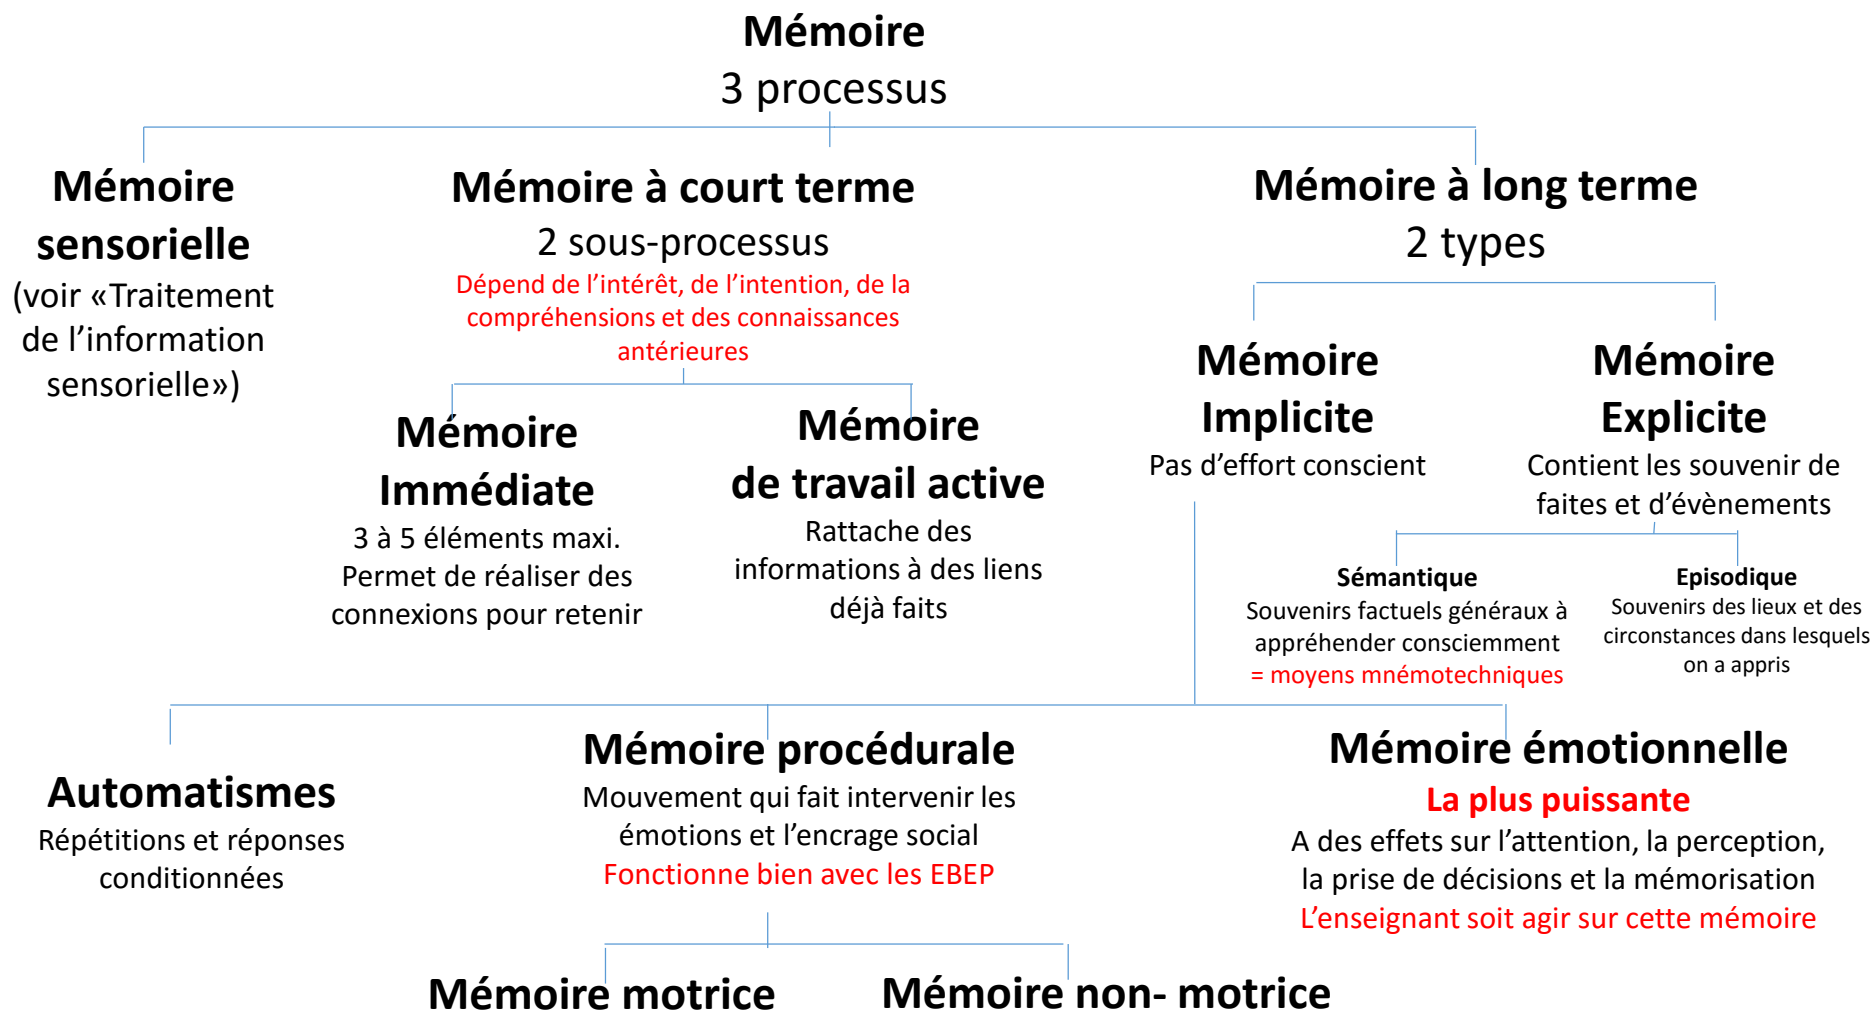 Mémoire
3 processus
Mémoire
sensorielle
(voir «Traitement
de l’information
sensorielle»)
Mémoire à court terme
2 sous-processus
Dépend de l’intérêt, de l’intention, de la
compréhensions et des connaissances
antérieures
Mémoire
Immédiate
3 à 5 éléments maxi.
Permet de réaliser des
connexions pour retenir
Mémoire
de travail active
Rattache des
informations à des liens
déjà faits
Mémoire à long terme
2 types
Mémoire
Implicite
Pas d’effort conscient
Mémoire
Explicite
Contient les souvenir de
faites et d’évènements
Sémantique
Souvenirs factuels généraux à
appréhender consciemment
= moyens mnémotechniques
Episodique
Souvenirs des lieux et des
circonstances dans lesquels
on a appris
Automatismes
Répétitions et réponses
conditionnées
Mémoire procédurale
Mouvement qui fait intervenir les
émotions et l’encrage social
Fonctionne bien avec les EBEP
Mémoire motrice
Mémoire non- motrice
Mémoire émotionnelle
La plus puissante
A des effets sur l’attention, la perception,
la prise de décisions et la mémorisation
L’enseignant soit agir sur cette mémoire